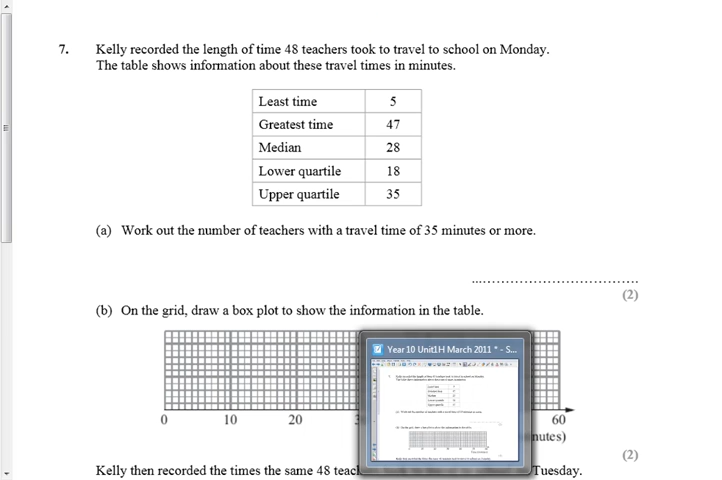 7. Kelly recorded the length of time 48 teachers took to travel to school on Monday.
The table shows information about these travel times in minutes.
Least time 5
Greatest time 47
Median 28
Lower quartile 18
Upper quartile 35
(a) Work out the number of teachers with a travel time of 35 minutes or more.
(2)
(b) On the grid, draw a box plot to show the information in the table.
Year 10 Unit1H March 2011 * - S...
0 10 20 3 60
nutes)
(2)
Kelly then recorded the times the same 48 teac Tuesday.